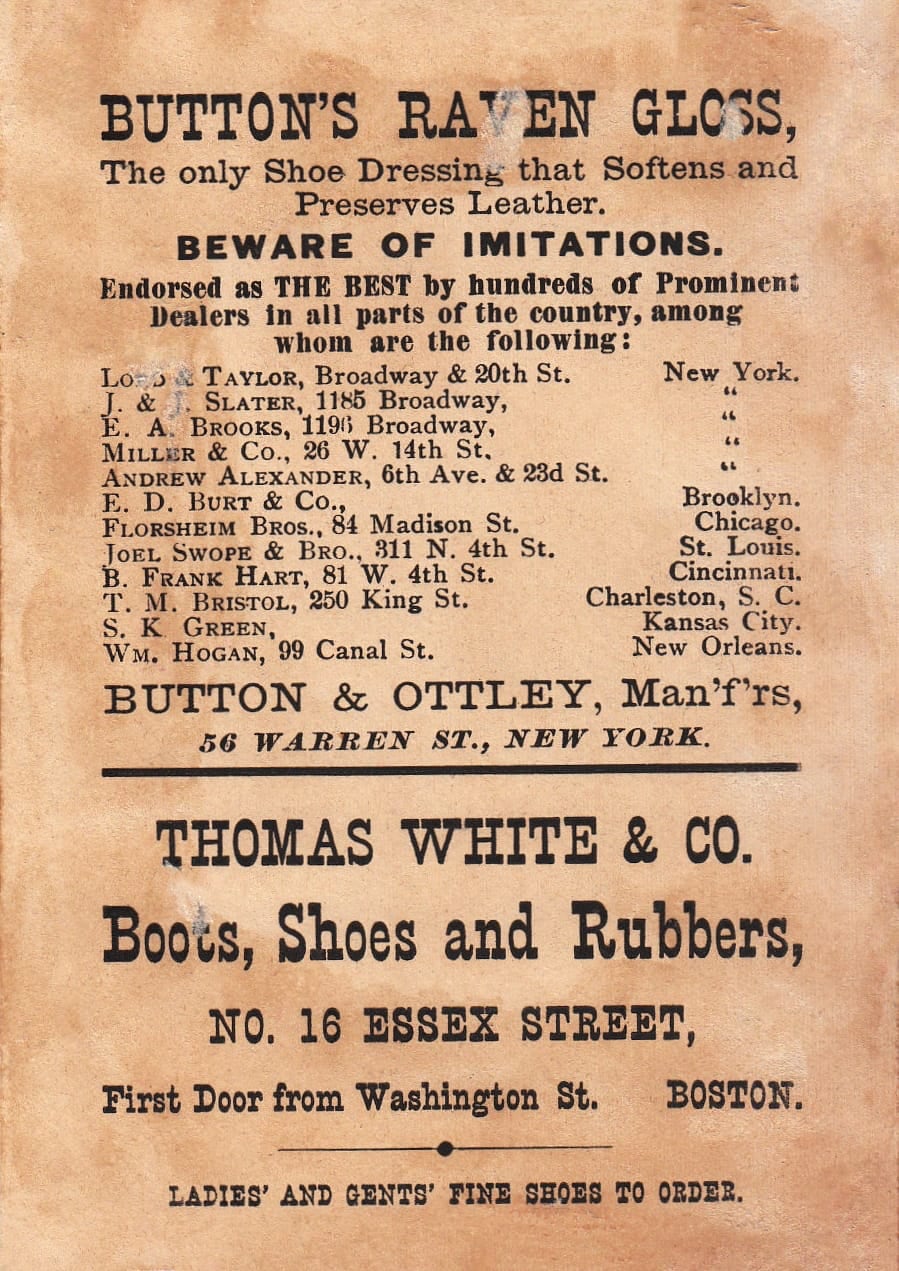 BUTTON'S RAVEN GLOSS,
The only Shoe Dressing that Softens and
Preserves Leather.
BEWARE OF IMITATIONS.
Endorsed as THE BEST by hundreds of Prominent
Dealers in all parts of the country, among
whom are the following:
LORD & TAYLOR, Broadway & 20th St. New York.
J. & J. SLATER, 1185 Broadway, "
E. A. BROOKS, 1196 Broadway, "
MILLER & CO., 26 W. 14th St. "
ANDREW ALEXANDER, 6th Ave. & 23d St. "
E. D. BURT & CO., Brooklyn.
FLORSHEIM BROS., 84 Madison St. Chicago.
JOEL SWOPE & BRO., 311 N. 4th St. St. Louis.
B. FRANK HART, 81 W. 4th St. Cincinnati.
T. M. BRISTOL, 250 King St. Charleston, S. C.
S. K GREEN, Kansas City.
WM. HOGAN, 99 Canal St. New Orleans.
BUTTON & OTTLEY, Man'f'rs,
56 WARREN ST., NEW YORK.
THOMAS WHITE & CO.
Boots, Shoes and Rubbers,
NO. 16 ESSEX STREET,
First Door from Washington St. BOSTON.
LADIES' AND GENTS' FINE SHOES TO ORDER.